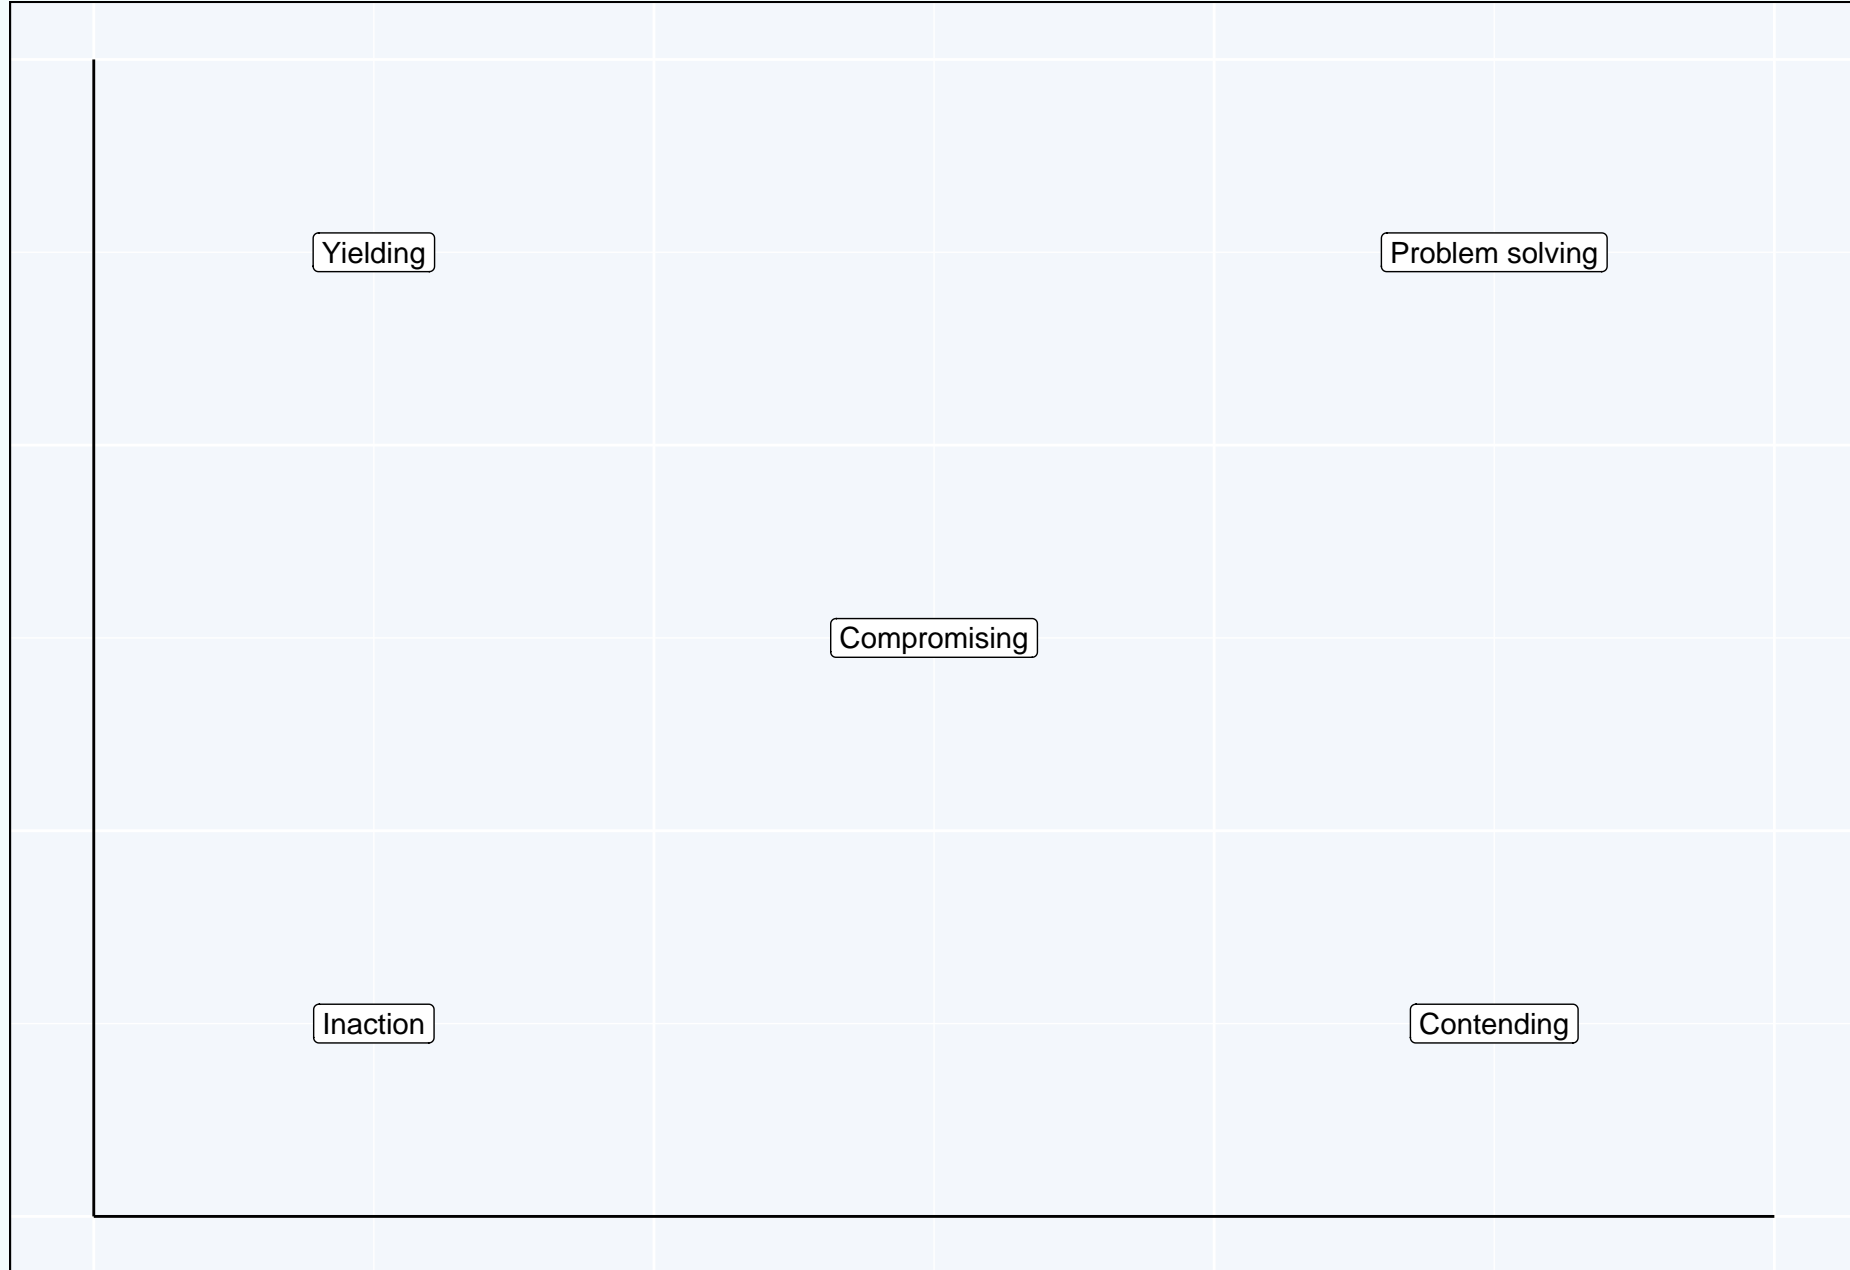 Yielding
Problem solving
Compromising
Inaction
Contending